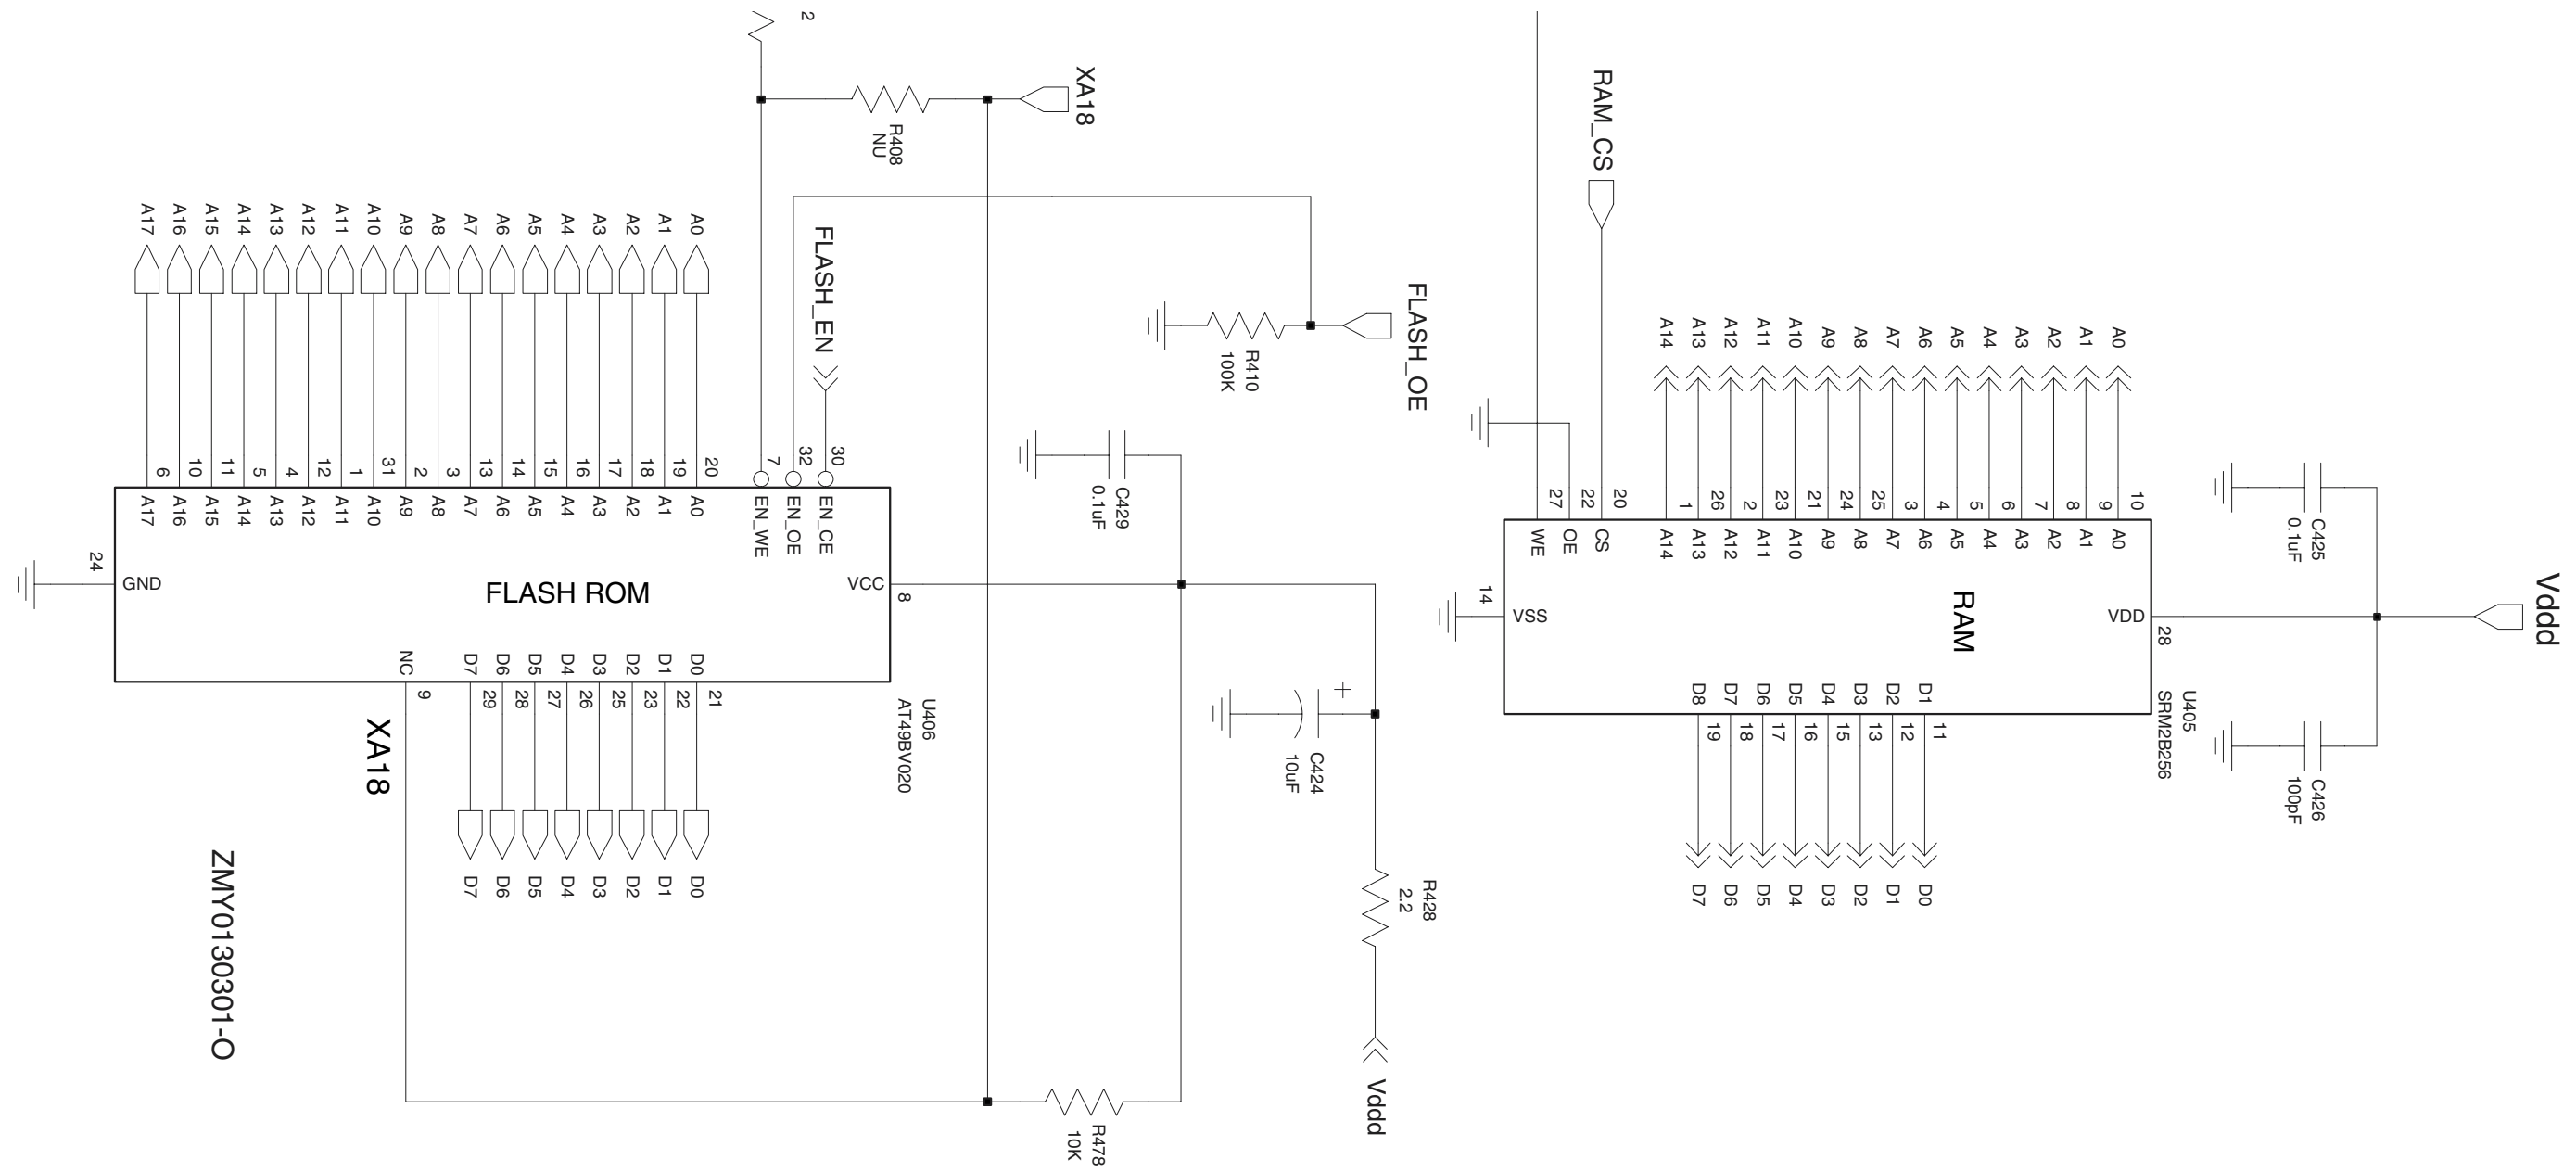 2
XA18
R408
NU
RAM_CS
A17
A16
A15
A14
A13
A12
A11
A10
A9
A8
A7
A6
A5
A4
A3
A2
A1
A0
FLASH_EN
FLASH_OE
R410
100K
A14
A13
A12
A11
A10
A9
A8
A7
A6
A5
A4
A3
A2
A1
A0
6
10
11
5
4
12
1
31
2
3
13
14
15
16
17
18
19
20
7
32
30
A17
A16
A15
A14
A13
A12
A11
A10
A9
A8
A7
A6
A5
A4
A3
A2
A1
A0
EN_WE
EN_OE
EN_CE
C429
0.1uF
27
22
20
1
26
2
23
21
24
25
3
4
5
6
7
8
9
10
WE
OE
CS
A14
A13
A12
A11
A10
A9
A8
A7
A6
A5
A4
A3
A2
A1
A0
C425
0.1uF
Vddd
24
GND
FLASH ROM
VCC
8
14
VSS
RAM
VDD
28
NC
D7
D6
D5
D4
D3
D2
D1
D0
9
29
28
27
26
25
23
22
21
U406
AT49BV020
XA18
D7
D6
D5
D4
D3
D2
D1
D0
+
C424
10uF
D8
D7
D6
D5
D4
D3
D2
D1
19
18
17
16
15
13
12
11
U405
SRM2B256
C426
100pF
D7
D6
D5
D4
D3
D2
D1
D0
R428
2.2
Vddd
ZMY0130301-O
R478
10K